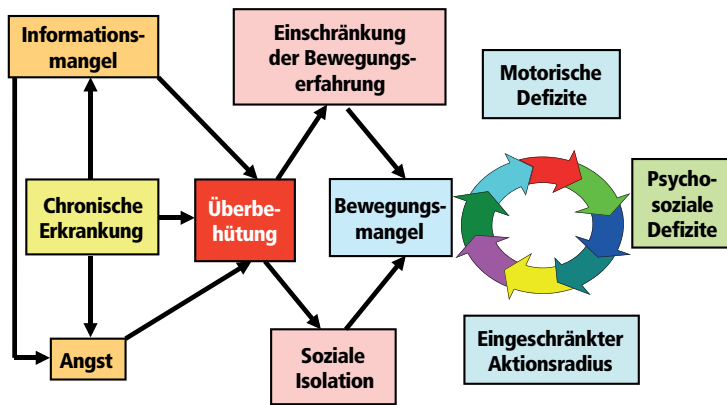 Informations-
mangel
Einschränkung
der Bewegungs-
erfahrung
Motorische
Defizite
Chronische
Erkrankung
Überbe-
hütung
Bewegungs-
mangel
Psycho-
soziale
Defizite
Angst
Soziale
Isolation
Eingeschränkter
Aktionsradius